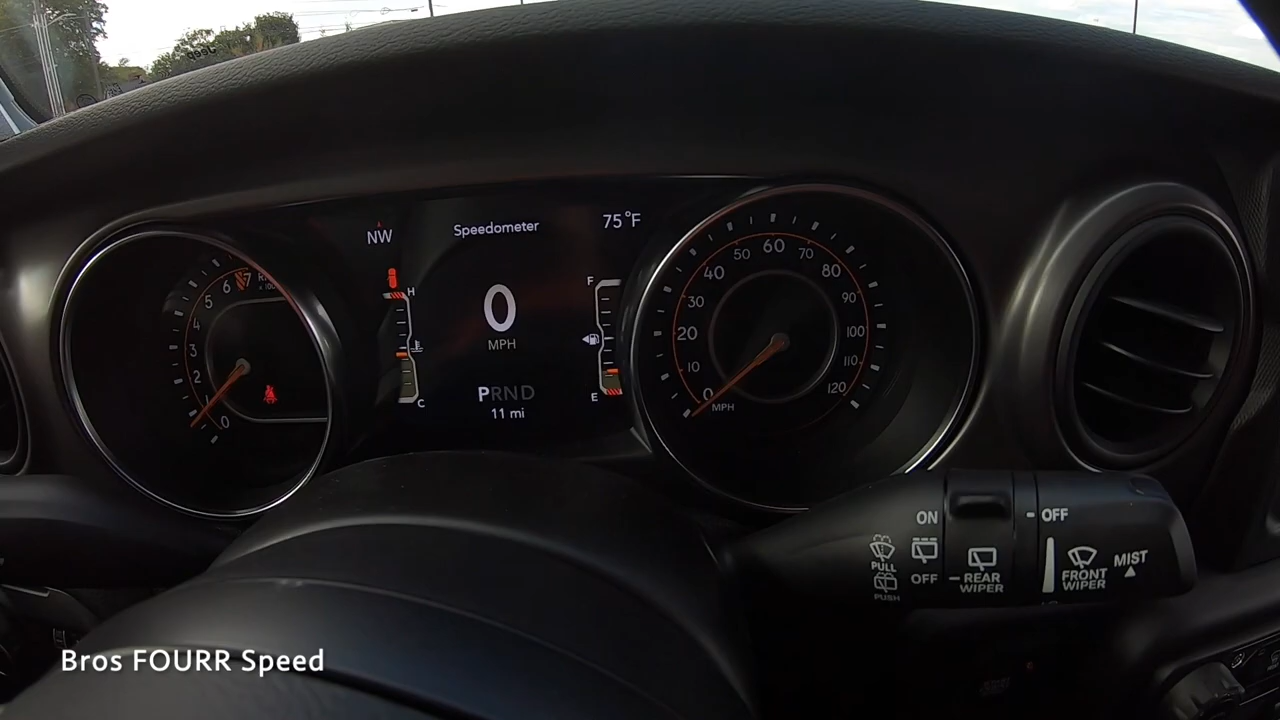 Jeep
NW
Speedometer
75°F
H
C
0
MPH
PRND
11 mi
F
E
0
1
2
3
4
5
6
7
0
20
30
40
50
60
70
80
90
100
110
120
MPH
ON
OFF
PULL
PUSH
OFF
REAR
WIPER
FRONT
WIPER
MIST
Bros FOURR Speed